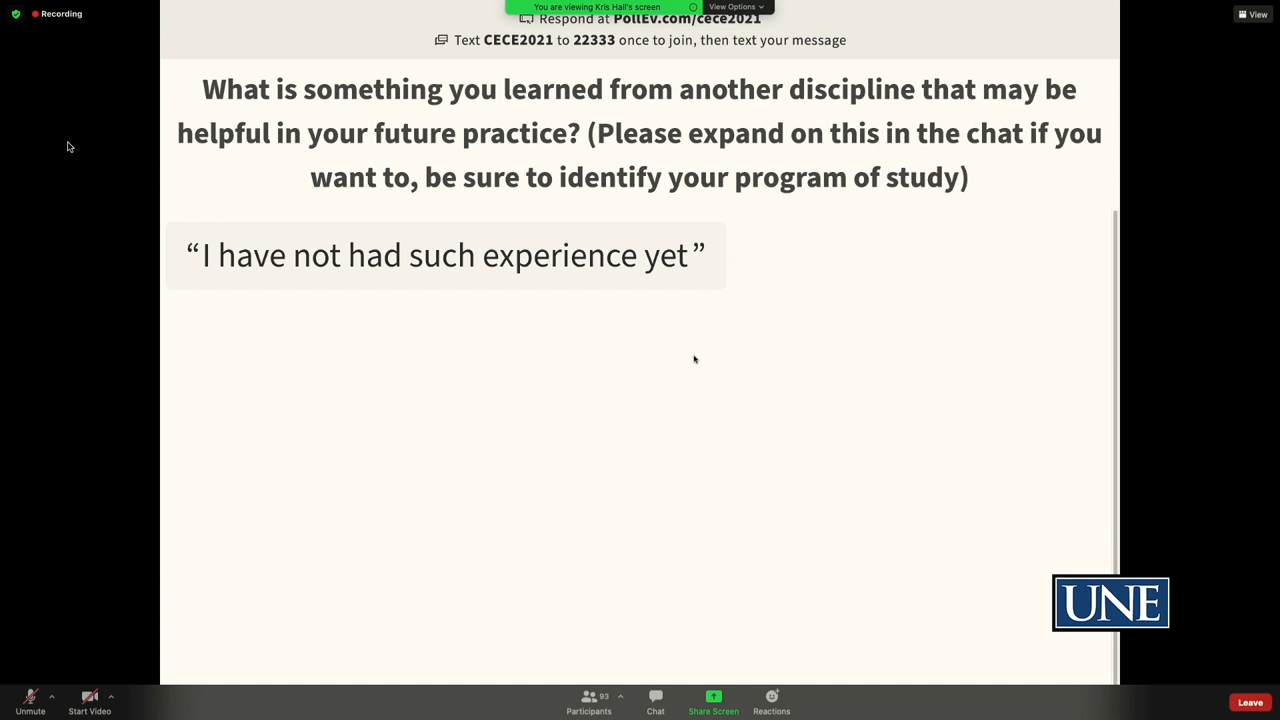 You are viewing Kris Hall's screen
View Options
Recording
View
Respond at PollEv.com/cece2021
Text CECE2021 to 22333 once to join, then text your message
What is something you learned from another discipline that may be
helpful in your future practice? (Please expand on this in the chat if you
want to, be sure to identify your program of study)
“I have not had such experience yet”
UNE
93
Unmute
Start Video
Participants
Chat
Share Screen
Reactions
Leave